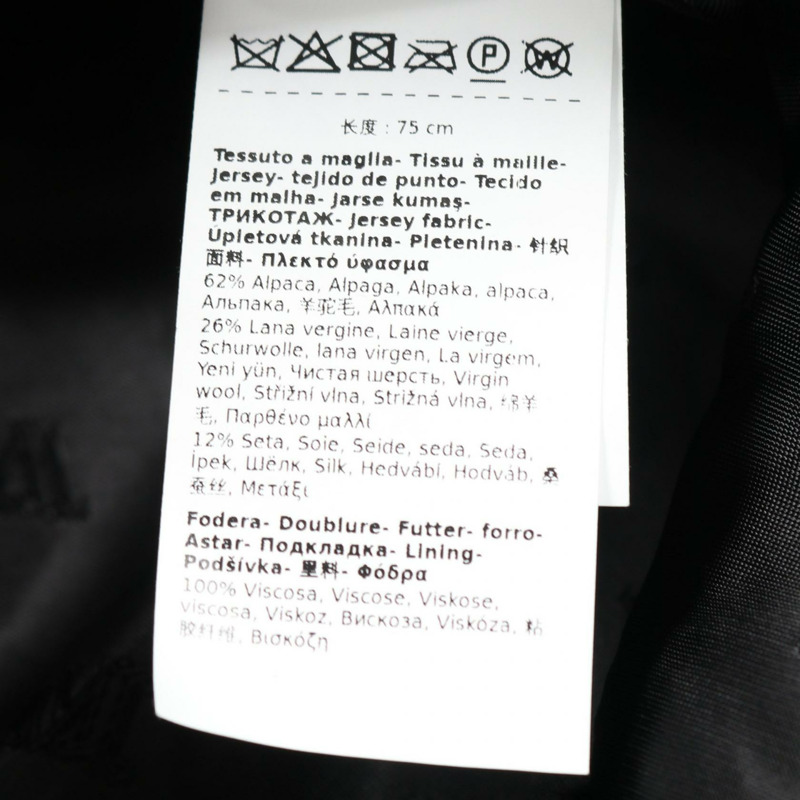 P
W
长度 : 75 cm
Tessuto a maglia- Tissu à maille-
Jersey- tejido de punto- Tecido
em malha- Jarse kumaş-
ТРИКОТАЖ- Jersey fabric-
Úpletová tkanina- Pletenina- 针织
面料- Πλεκτό ύφασμα
62% Alpaca, Alpaga, Alpaka, alpaca,
Альпака, 羊驼毛, Αλπακά
26% Lana vergine, Laine vierge,
Schurwolle, lana virgen, La virgem,
Yeni yün, Чистая шерсть, Virgin
wool, Střižní vlna, Strižná vlna, 绵羊
毛, Παρθένο μαλλί
12% Seta, Soie, Seide, seda, Seda,
İpek, Шёлк, Silk, Hedvábí, Hodváb, 桑
蚕丝, Μετάξι
Fodera- Doublure- Futter- forro-
Astar- Подкладка- Lining-
Podšívka- 里料- Φόδρα
100% Viscosa, Viscose, Viskose,
viscosa, Viskoz, Вискоза, Viskóza, 粘
胶纤维, Βισκόζη